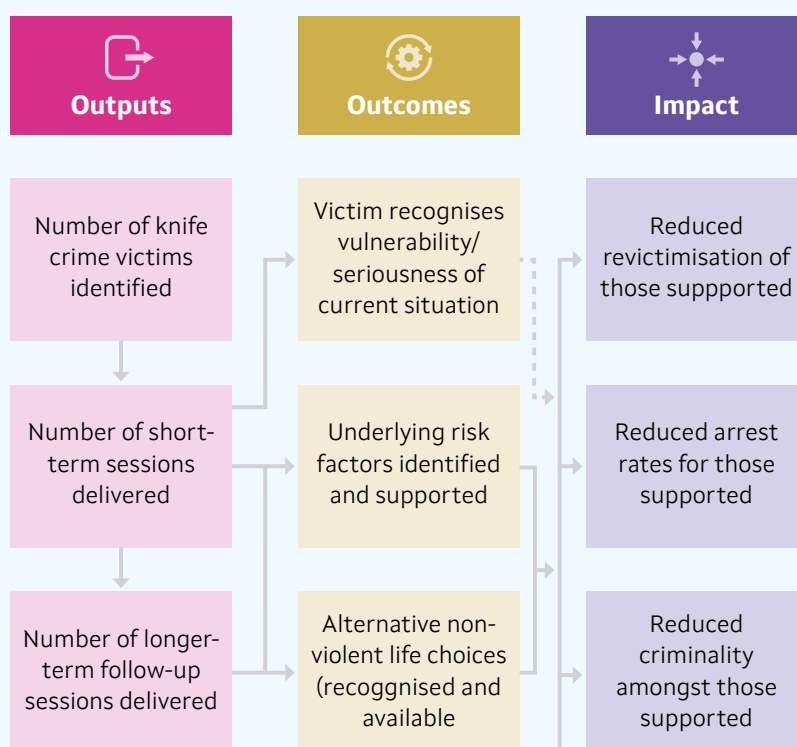 Outputs
Outcomes
Impact
Number of knife
crime victims
identified
Victim recognises
vulnerability/
seriousness of
current situation
Reduced
revictimisation of
those suppported
Number of short-
term sessions
delivered
Underlying risk
factors identified
and supported
Reduced arrest
rates for those
supported
Number of longer-
term follow-up
sessions delivered
Alternative non-
violent life choices
(recoggnised and
available
Reduced
criminality
amongst those
supported